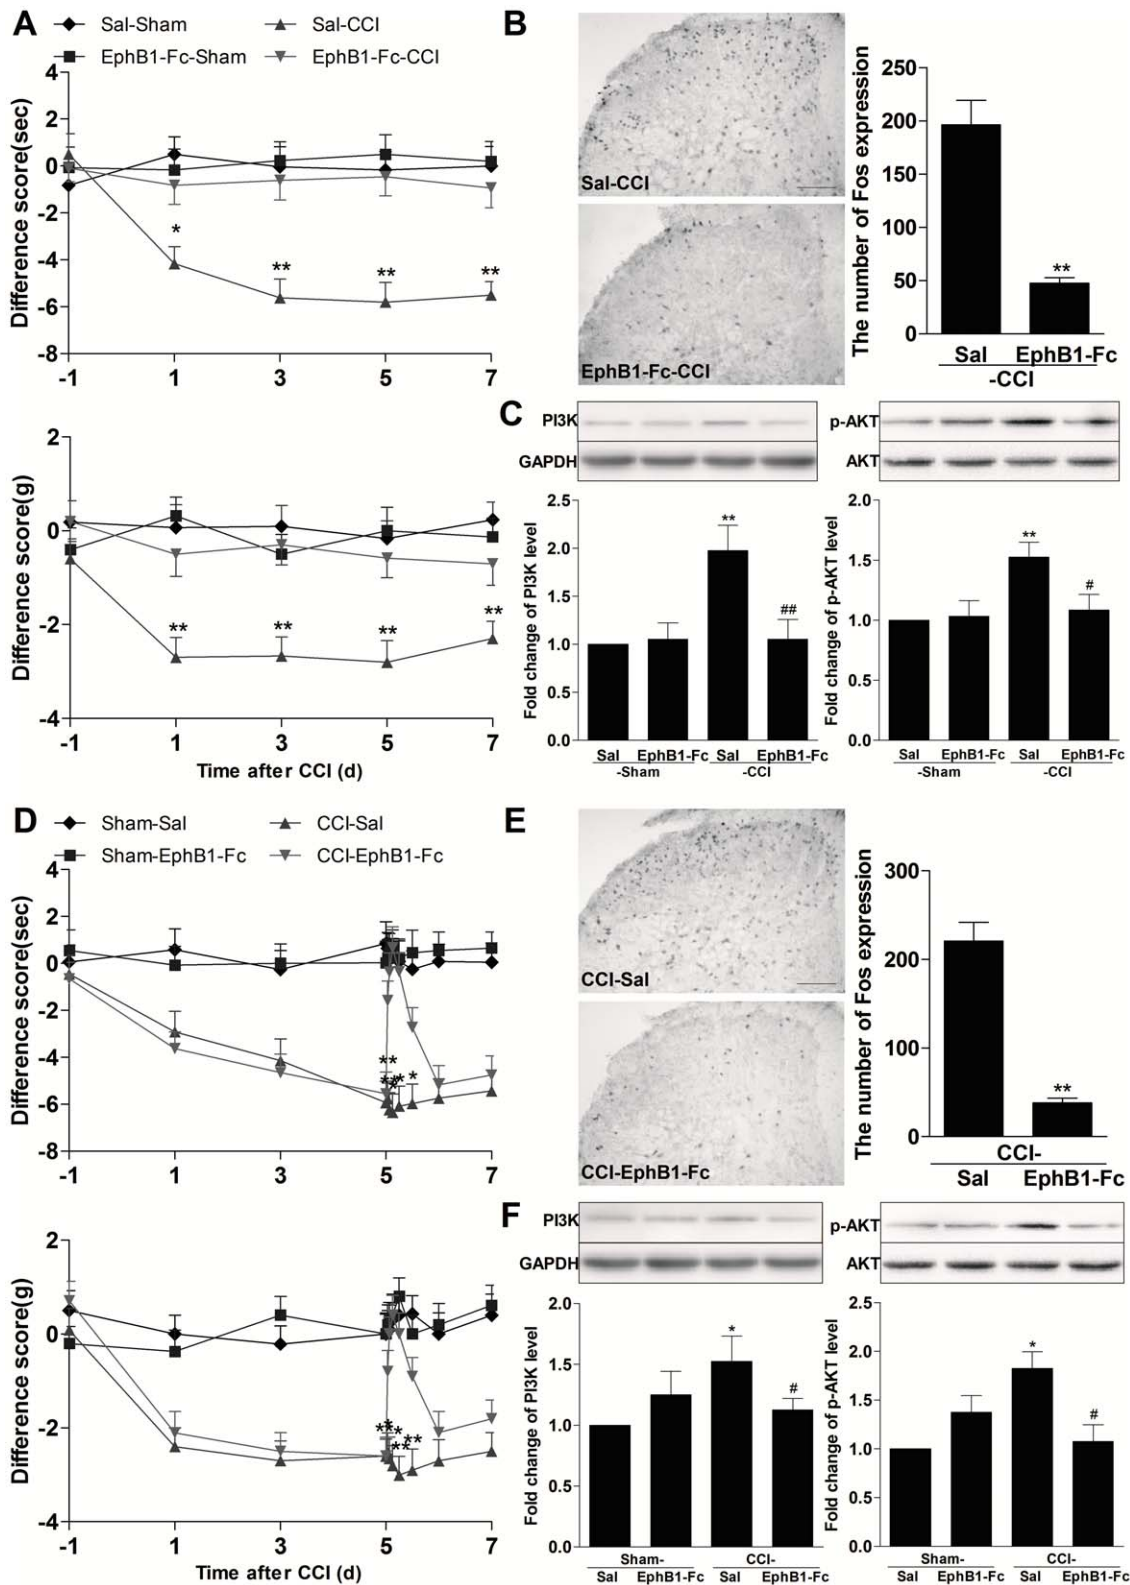 A
Sal-Sham
Sal-CCI
EphB1-Fc-Sham
EphB1-Fc-CCI
Difference score(sec)
4
2
0
-2
-4
-6
-8
*
**
**
**
-1
1
3
5
7
Difference score(g)
2
0
-2
-4
**
**
**
**
-1
1
3
5
7
Time after CCI (d)
B
Sal-CCI
EphB1-Fc-CCI
The number of Fos expression
250
200
150
100
50
0
**
Sal
EphB1-Fc
-CCI
C
PI3K
GAPDH
Fold change of PI3K level
2.5
2.0
1.5
1.0
0.5
0.0
**
##
Sal
EphB1-Fc
Sal
EphB1-Fc
-Sham
-CCI
p-AKT
AKT
Fold change of p-AKT level
2.0
1.5
1.0
0.5
0.0
**
#
Sal
EphB1-Fc
Sal
EphB1-Fc
-Sham
-CCI
D
Sham-Sal
CCI-Sal
Sham-EphB1-Fc
CCI-EphB1-Fc
Difference score(sec)
4
2
0
-2
-4
-6
-8
**
-1
1
3
5
7
Difference score(g)
2
0
-2
-4
**
-1
1
3
5
7
Time after CCI (d)
E
CCI-Sal
CCI-EphB1-Fc
The number of Fos expression
300
200
100
0
**
CCI-
Sal
EphB1-Fc
F
PI3K
GAPDH
Fold change of PI3K level
2.0
1.5
1.0
0.5
0.0
*
#
Sham-
CCI-
Sal
EphB1-Fc
Sal
EphB1-Fc
p-AKT
AKT
Fold change of p-AKT level
2.5
2.0
1.5
1.0
0.5
0.0
*
#
Sham-
CCI-
Sal
EphB1-Fc
Sal
EphB1-Fc